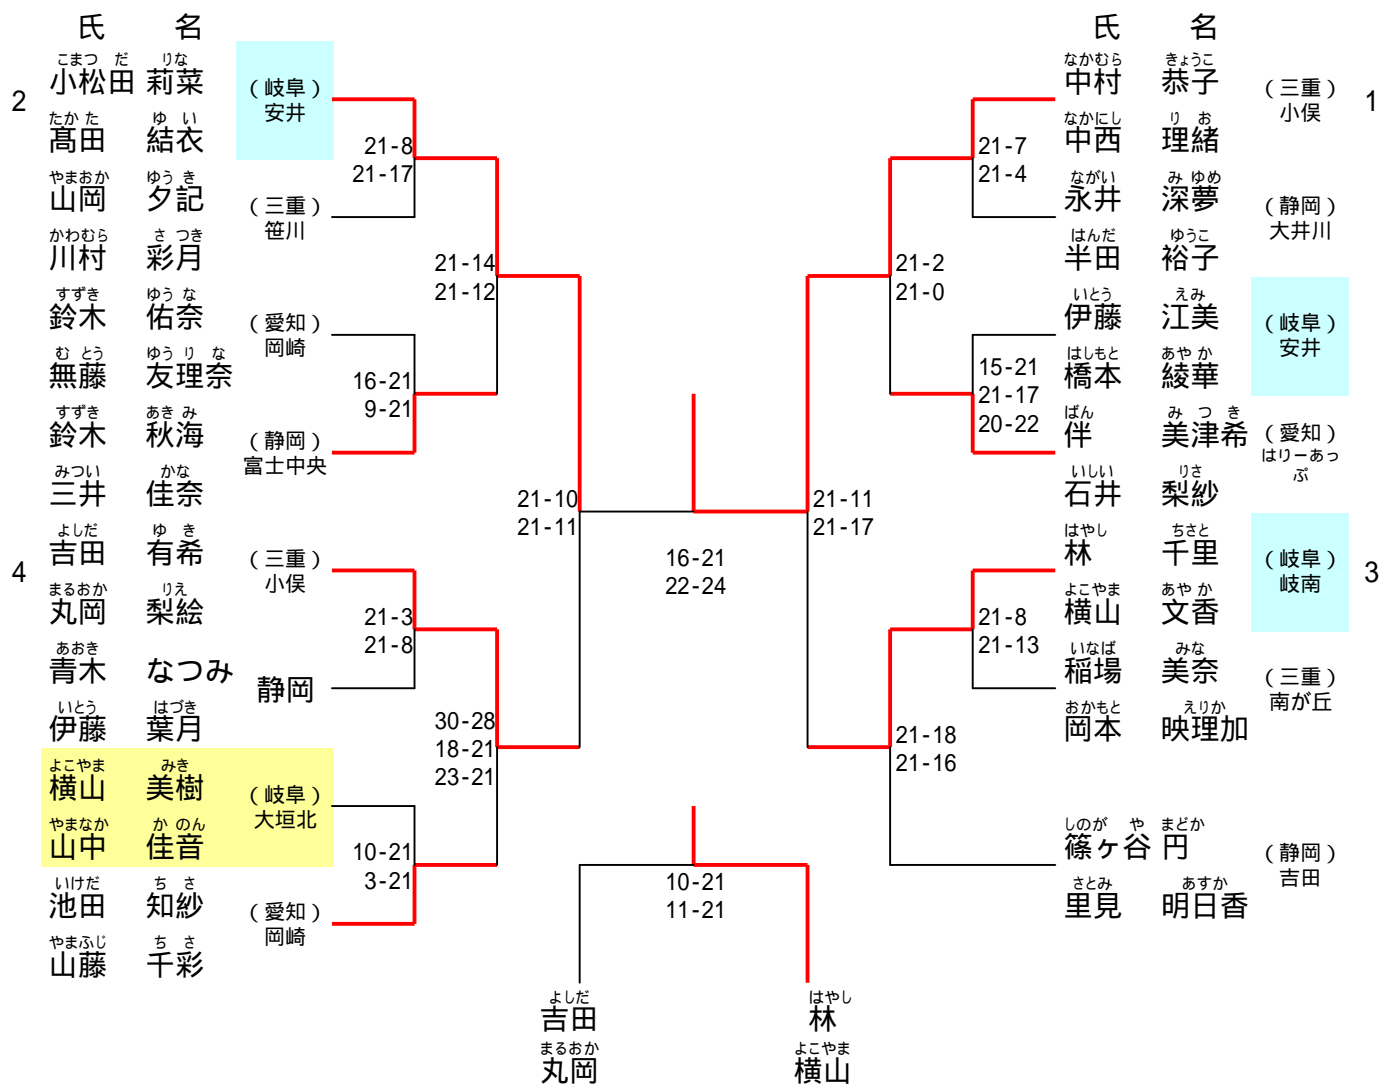 氏 名
こまつ だ りな
小松田 莉菜
(岐阜)
安井
2
たか た ゆ い
髙田 結衣
21-8
21-17
やまおか ゆう き
山岡 夕記
(三重)
笹川
かわむら さ つき
川村 彩月
21-14
21-12
すずき ゆう な
鈴木 佑奈
(愛知)
岡崎
む とう ゆう り な
無藤 友理奈
16-21
9-21
すずき あき み
鈴木 秋海
(静岡)
富士中央
みつい かな
三井 佳奈
21-10
21-11
よしだ ゆ き
吉田 有希
(三重)
小俣
4
まるおか りえ
丸岡 梨絵
21-3
21-8
あおき
青木 なつみ
静岡
いとう はづき
伊藤 葉月
30-28
18-21
23-21
よこやま みき
横山 美樹
(岐阜)
大垣北
やまなか か のん
山中 佳音
10-21
3-21
いけだ ち さ
池田 知紗
(愛知)
岡崎
やまふじ ち さ
山藤 千彩
16-21
22-24
10-21
11-21
よしだ
吉田
まるおか
丸岡
はやし
林
よこやま
横山
氏 名
なかむら きょうこ
中村 恭子
(三重)
小俣
1
なかにし り お
中西 理緒
21-7
21-4
ながい み ゆめ
永井 深夢
(静岡)
大井川
はんだ ゆうこ
半田 裕子
21-2
21-0
いとう えみ
伊藤 江美
(岐阜)
安井
はしもと あや か
橋本 綾華
15-21
21-17
20-22
ばん み つ き
伴 美津希
(愛知)
はりーあっ
ぷ
いしい りさ
石井 梨紗
21-11
21-17
はやし ちさと
林 千里
(岐阜)
岐南
3
よこやま あや か
横山 文香
21-8
21-13
いなば みな
稲場 美奈
(三重)
南が丘
おかもと えりか
岡本 映理加
21-18
21-16
しのが や まどか
篠ヶ谷 円
(静岡)
吉田
さとみ あすか
里見 明日香